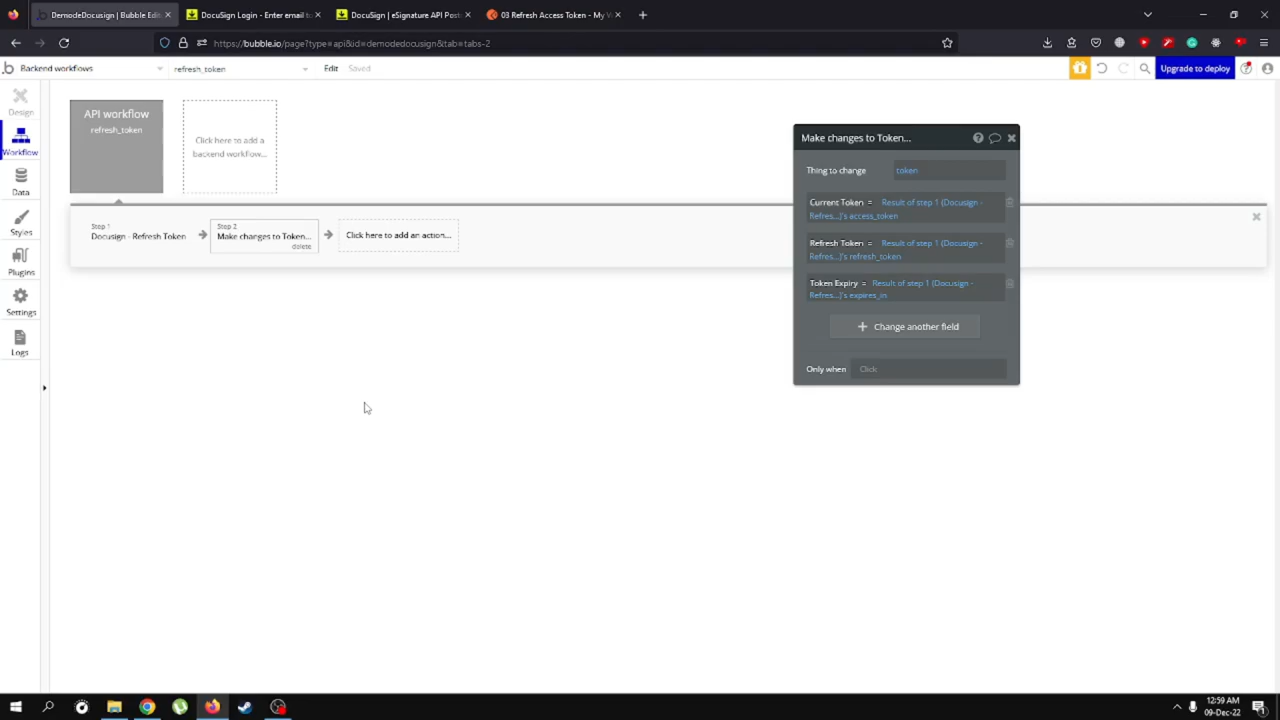 DemodeDocusign | Bubble Edit
DocuSign Login - Enter email to
DocuSign | eSignature API Post
03 Refresh Access Token - My V
https://bubble.io/page?type=api&id=demodedocusign&tab=tabs-2
Backend workflows
refresh_token
Edit
Saved
Upgrade to deploy
Design
Workflow
Data
Styles
Plugins
Settings
Logs
API workflow
refresh_token
Click here to add a
backend workflow...
Step 1
Docusign - Refresh Token
Step 2
Make changes to Token...
delete
Click here to add an action...
Make changes to Token...
Thing to change
token
Current Token = Result of step 1 (Docusign -
Refres...)'s access_token
Refresh Token = Result of step 1 (Docusign -
Refres...)'s refresh_token
Token Expiry = Result of step 1 (Docusign -
Refres...)'s expires_in
Change another field
Only when
Click
12:59 AM
09-Dec-22